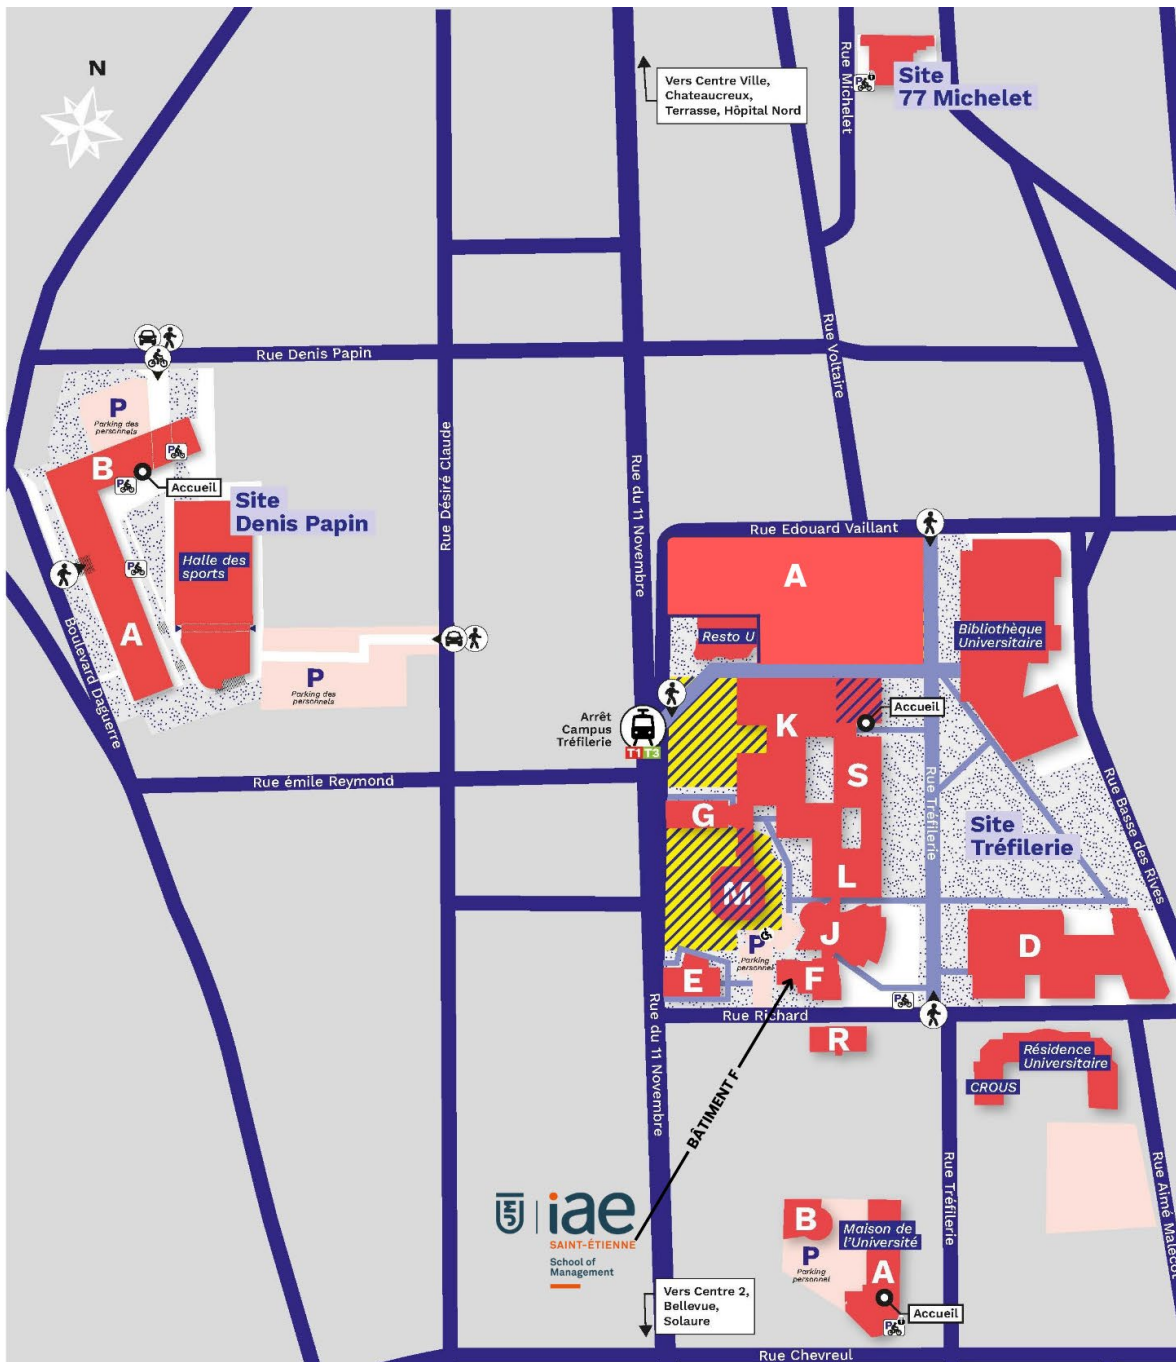 N
Vers Centre Ville,
Chateaucreux,
Terrasse, Hôpital Nord
Rue Michelet
P
Site
77 Michelet
Rue Denis Papin
Rue Voltaire
P
Parking des
personnels
B
P
P
Accueil
Site
Denis Papin
Rue Désiré Claude
Rue du 11 Novembre
Rue Edouard Vaillant
Halle des
sports
P
A
Boulevard Daguerre
P
Parking des
personnels
A
Resto U
Bibliothèque
Universitaire
Arrêt
Campus
Tréfilerie
T1 T3
K
Accueil
S
Rue émile Reymond
G
Rue Tréfilerie
Site
Tréfilerie
Rue Basse des Rives
M
L
J
P
Parking
personnel
D
E
F
P
Rue Richard
Rue du 11 Novembre
R
Résidence
Universitaire
CROUS
BÂTIMENT F
Rue Tréfilerie
Rue Aimé Malecot
iae
SAINT-ÉTIENNE
School of
Management
B
Maison de
l'Université
P
Parking
personnel
A
Accueil
P
Vers Centre 2,
Bellevue,
Solaure
Rue Chevreul